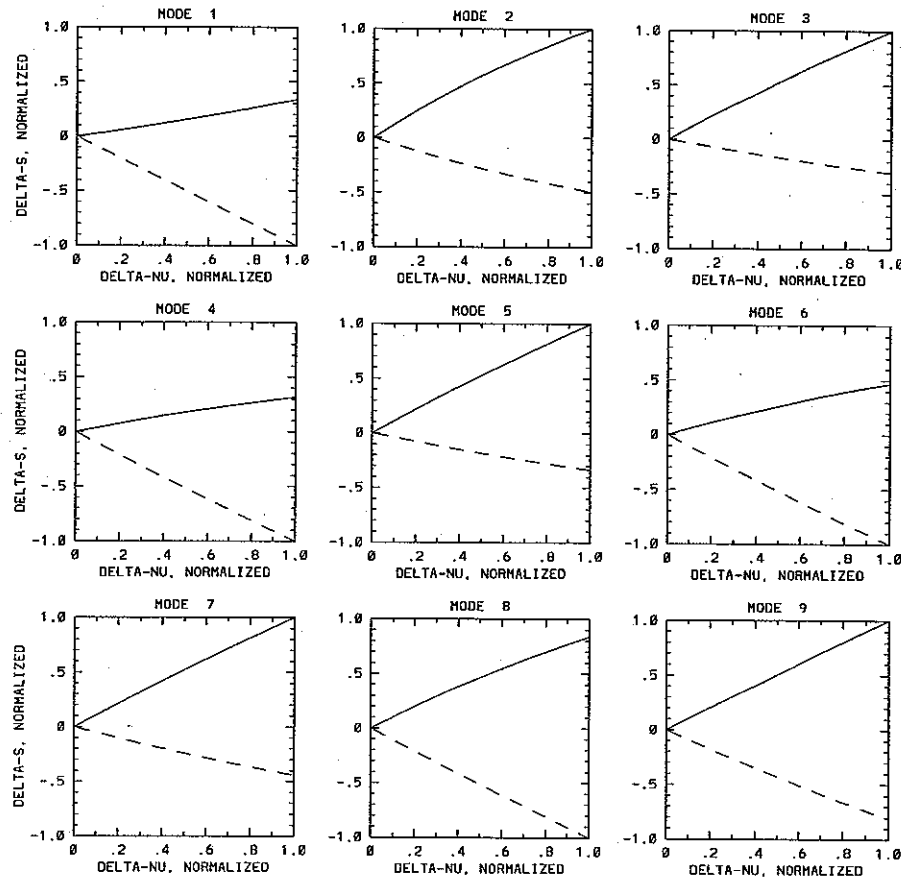 MODE 1
MODE 2
MODE 3
DELTA-S, NORMALIZED
1.0
.5
0
-.5
-1.0
0 .2 .4 .6 .8 1.0
DELTA-NU, NORMALIZED
1.0
.5
0
-.5
-1.0
0 .2 .4 .6 .8 1.0
DELTA-NU, NORMALIZED
1.0
.5
0
-.5
-1.0
0 .2 .4 .6 .8 1.0
DELTA-NU, NORMALIZED
MODE 4
MODE 5
MODE 6
DELTA-S, NORMALIZED
1.0
.5
0
-.5
-1.0
0 .2 .4 .6 .8 1.0
DELTA-NU, NORMALIZED
1.0
.5
0
-.5
-1.0
0 .2 .4 .6 .8 1.0
DELTA-NU, NORMALIZED
1.0
.5
0
-.5
-1.0
0 .2 .4 .6 .8 1.0
DELTA-NU, NORMALIZED
MODE 7
MODE 8
MODE 9
DELTA-S, NORMALIZED
1.0
.5
0
-.5
-1.0
0 .2 .4 .6 .8 1.0
DELTA-NU, NORMALIZED
1.0
.5
0
-.5
-1.0
0 .2 .4 .6 .8 1.0
DELTA-NU, NORMALIZED
1.0
.5
0
-.5
-1.0
0 .2 .4 .6 .8 1.0
DELTA-NU, NORMALIZED